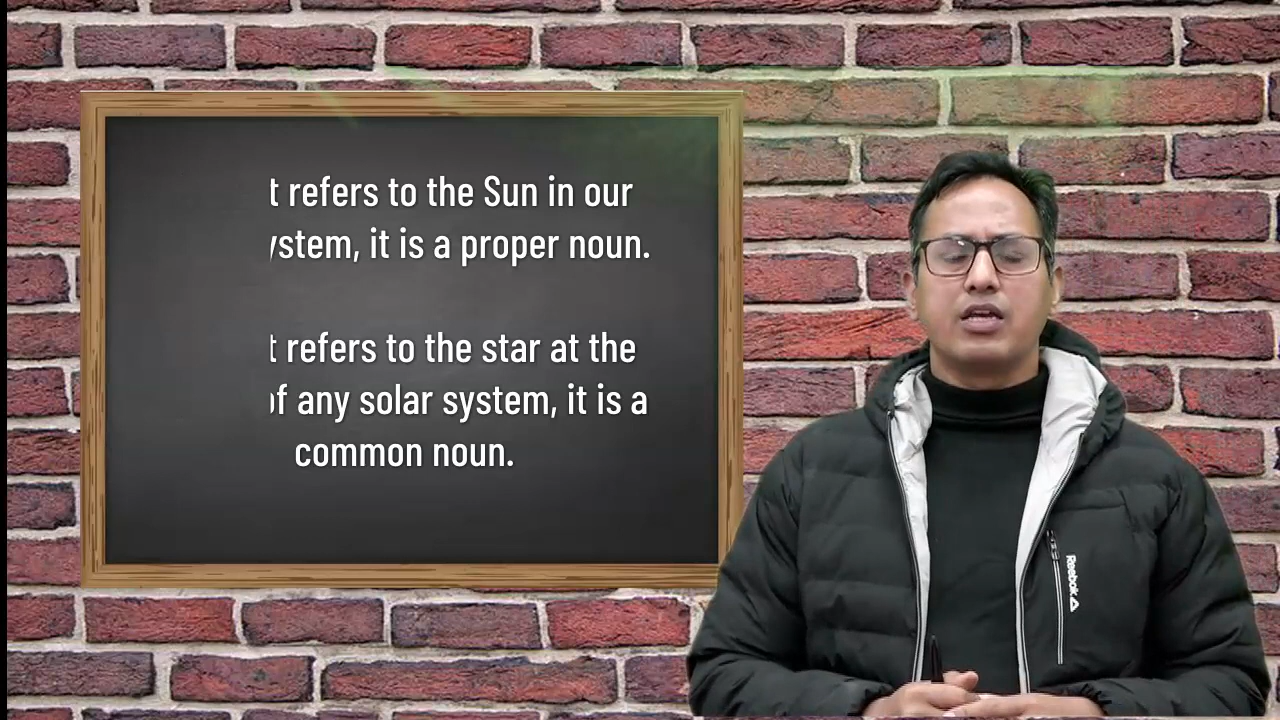 t refers to the Sun in our
ystem, it is a proper noun.
t refers to the star at the
of any solar system, it is a
common noun.
Reebok